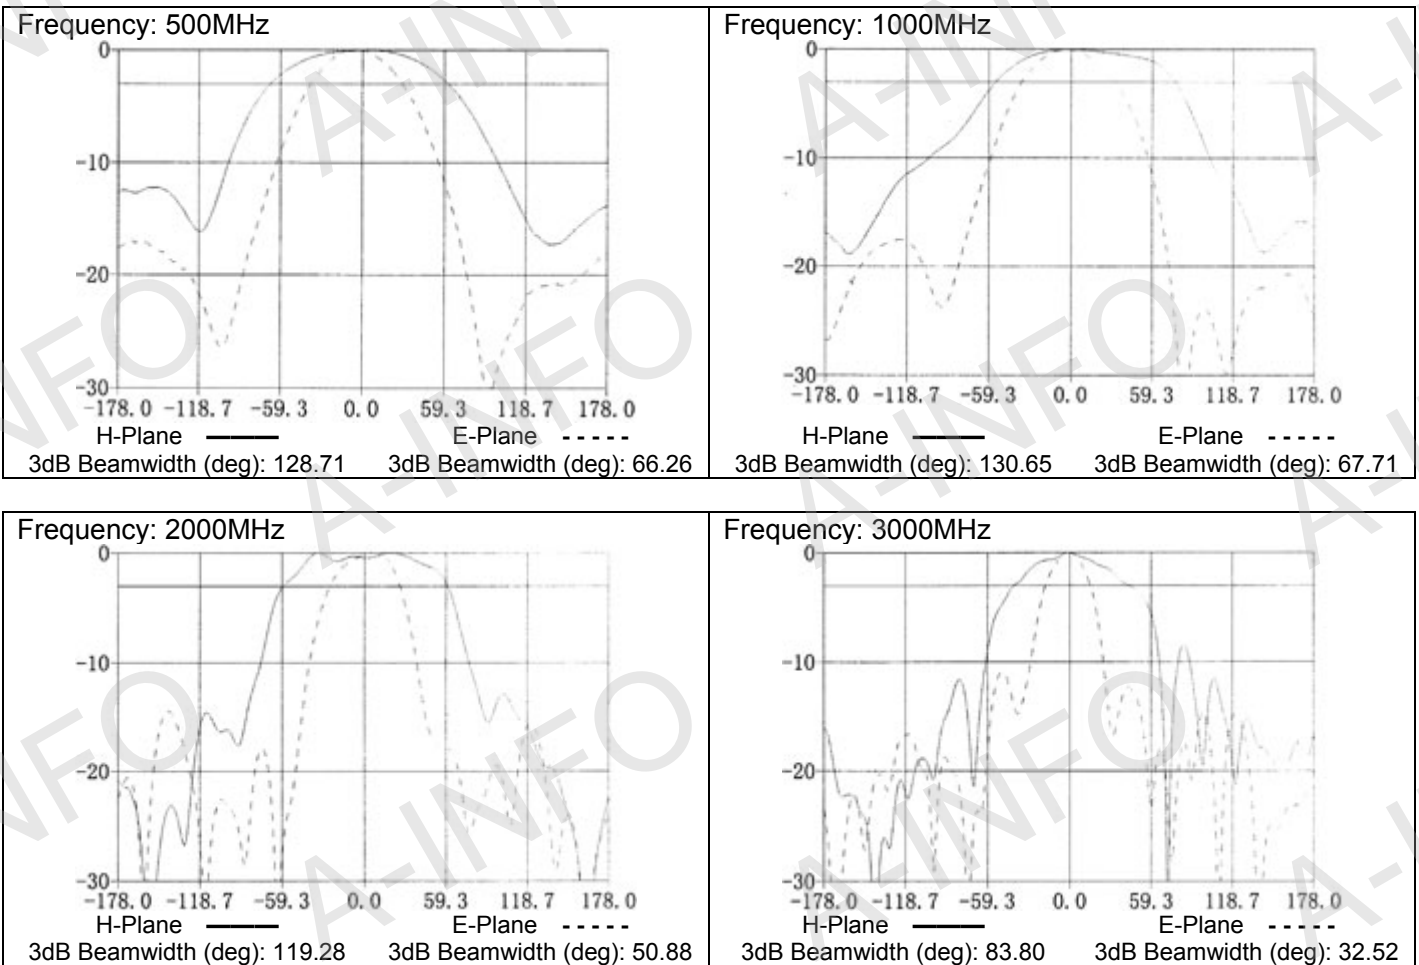 Frequency: 500MHz
0
-10
-20
-30
-178.0 -118.7 -59.3 0.0 59.3 118.7 178.0
H-Plane E-Plane
3dB Beamwidth (deg): 128.71 3dB Beamwidth (deg): 66.26
Frequency: 1000MHz
0
-10
-20
-30
-178.0 -118.7 -59.3 0.0 59.3 118.7 178.0
H-Plane E-Plane
3dB Beamwidth (deg): 130.65 3dB Beamwidth (deg): 67.71
Frequency: 2000MHz
0
-10
-20
-30
-178.0 -118.7 -59.3 0.0 59.3 118.7 178.0
H-Plane E-Plane
3dB Beamwidth (deg): 119.28 3dB Beamwidth (deg): 50.88
Frequency: 3000MHz
0
-10
-20
-30
-178.0 -118.7 -59.3 0.0 59.3 118.7 178.0
H-Plane E-Plane
3dB Beamwidth (deg): 83.80 3dB Beamwidth (deg): 32.52
A-INFO
A-INFO
A-INFO
A-INFO
A-INFO